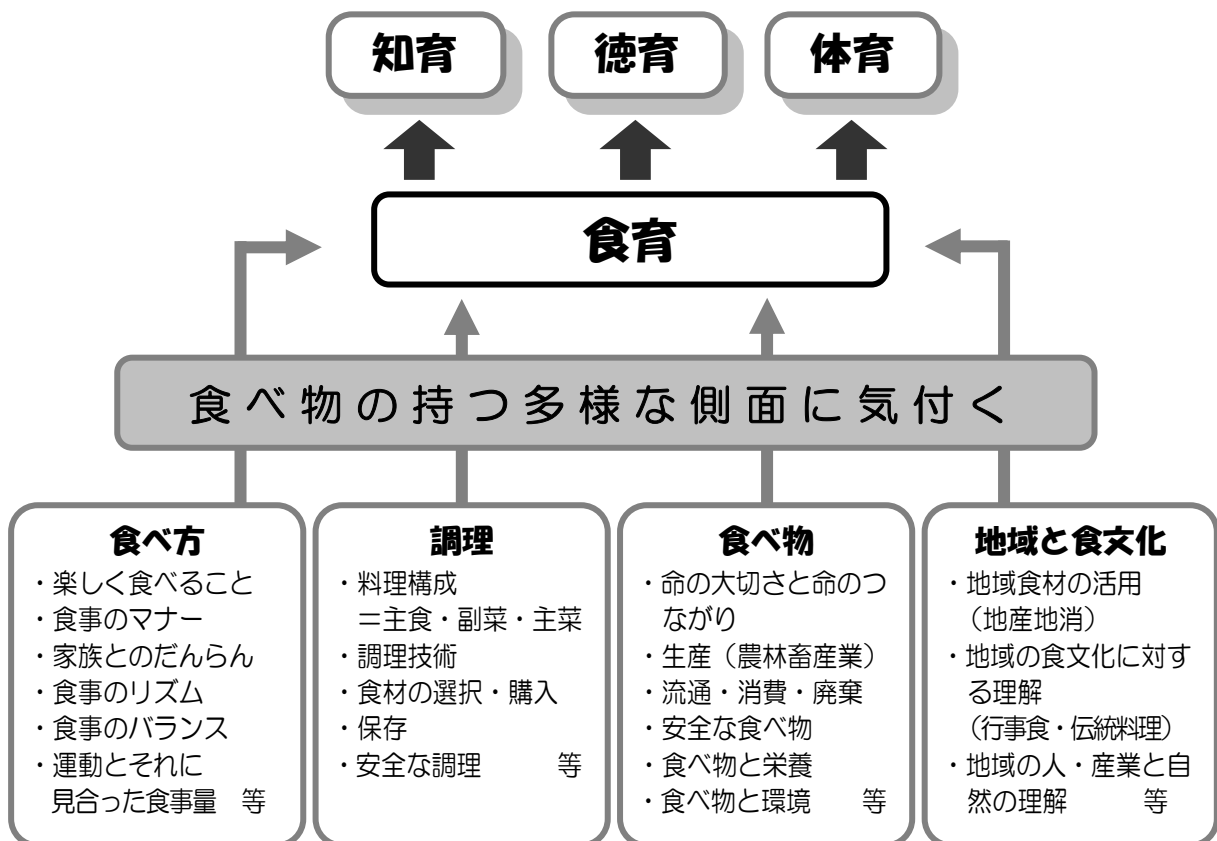 知育
徳育
体育
食育
食べ物の持つ多様な側面に気付く
食べ方
・楽しく食べること
・食事のマナー
・家族とのだんらん
・食事のリズム
・食事のバランス
・運動とそれに
見合った食事量 等
調理
・料理構成
＝主食・副菜・主菜
・調理技術
・食材の選択・購入
・保存
・安全な調理 等
食べ物
・命の大切さと命のつ
ながり
・生産（農林畜産業）
・流通・消費・廃棄
・安全な食べ物
・食べ物と栄養
・食べ物と環境 等
地域と食文化
・地域食材の活用
（地産地消）
・地域の食文化に対す
る理解
（行事食・伝統料理）
・地域の人・産業と自
然の理解 等